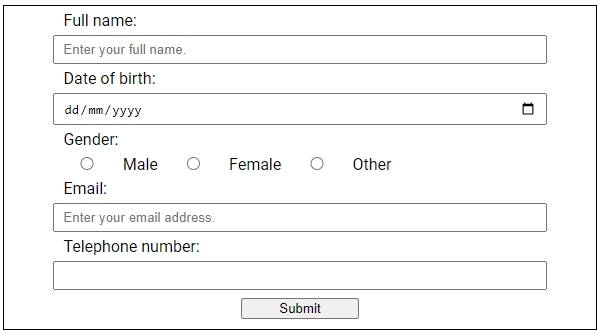 Full name:
Enter your full name.
Date of birth:
dd/mm/yyyy
Gender:
Male Female Other
Email:
Enter your email address.
Telephone number:
Submit